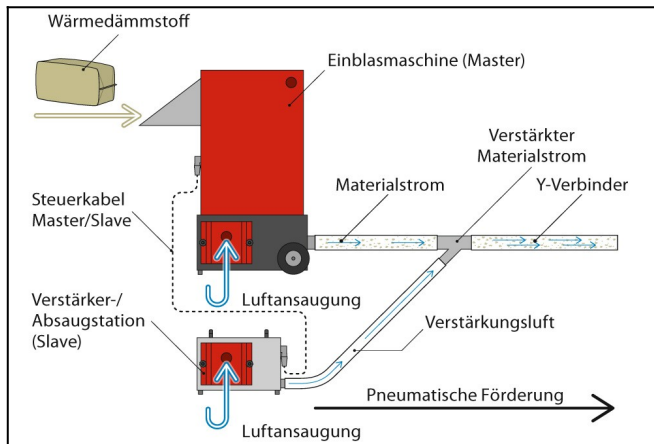 Wärmedämmstoff
Einblasmaschine (Master)
Verstärkter
Materialstrom
Materialstrom
Y-Verbinder
Steuerkabel
Master/Slave
Luftansaugung
Verstärker-/
Absaugstation
(Slave)
Verstärkungsluft
Pneumatische Förderung
Luftansaugung